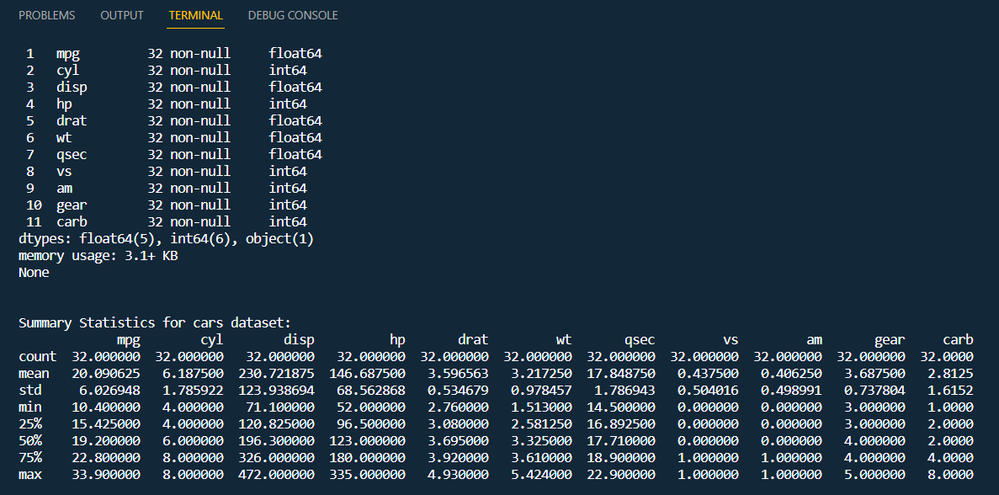 PROBLEMS OUTPUT TERMINAL DEBUG CONSOLE
1 mpg 32 non-null float64
2 cyl 32 non-null int64
3 disp 32 non-null float64
4 hp 32 non-null int64
5 drat 32 non-null float64
6 wt 32 non-null float64
7 qsec 32 non-null float64
8 vs 32 non-null int64
9 am 32 non-null int64
10 gear 32 non-null int64
11 carb 32 non-null int64
dtypes: float64(5), int64(6), object(1)
memory usage: 3.1+ KB
None
Summary Statistics for cars dataset:
mpg cyl disp hp drat wt qsec vs am gear carb
count 32.000000 32.000000 32.000000 32.000000 32.000000 32.000000 32.000000 32.000000 32.000000 32.000000 32.0000
mean 20.090625 6.187500 230.721875 146.687500 3.596563 3.217250 17.848750 0.437500 0.406250 3.687500 2.8125
std 6.026948 1.785922 123.938694 68.562868 0.534679 0.978457 1.786943 0.504016 0.498991 0.737804 1.6152
min 10.400000 4.000000 71.100000 52.000000 2.760000 1.513000 14.500000 0.000000 0.000000 3.000000 1.0000
25% 15.425000 4.000000 120.825000 96.500000 3.080000 2.581250 16.892500 0.000000 0.000000 3.000000 2.0000
50% 19.200000 6.000000 196.300000 123.000000 3.695000 3.325000 17.710000 0.000000 0.000000 4.000000 2.0000
75% 22.800000 8.000000 326.000000 180.000000 3.920000 3.610000 18.900000 1.000000 1.000000 4.000000 4.0000
max 33.900000 8.000000 472.000000 335.000000 4.930000 5.424000 22.900000 1.000000 1.000000 5.000000 8.0000